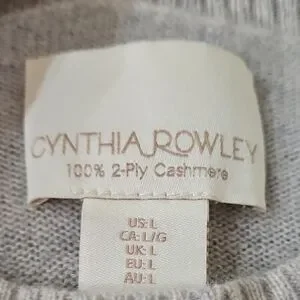 CYNTHIA ROWLEY
100% 2-Ply Cashmere
US: L
CA: L/G
UK: L
EU: L
AU: L